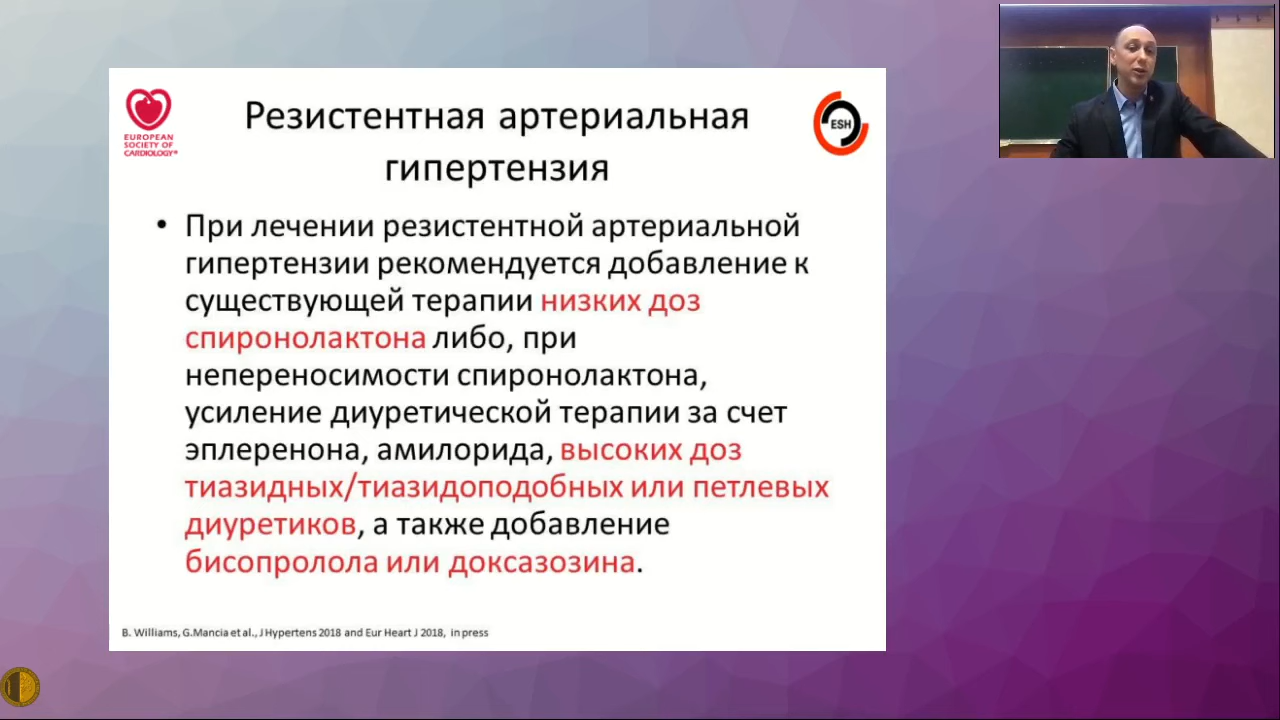 EUROPEAN
SOCIETY OF
CARDIOLOGY®
Резистентная артериальная
гипертензия
ESH
• При лечении резистентной артериальной
гипертензии рекомендуется добавление к
существующей терапии низких доз
спиронолактона либо, при
непереносимости спиронолактона,
усиление диуретической терапии за счет
эплеренона, амилорида, высоких доз
тиазидных/тиазидоподобных или петлевых
диуретиков, а также добавление
бисопролола или доксазозина.
B. Williams, G.Mancia et al., J Hypertens 2018 and Eur Heart J 2018, in press